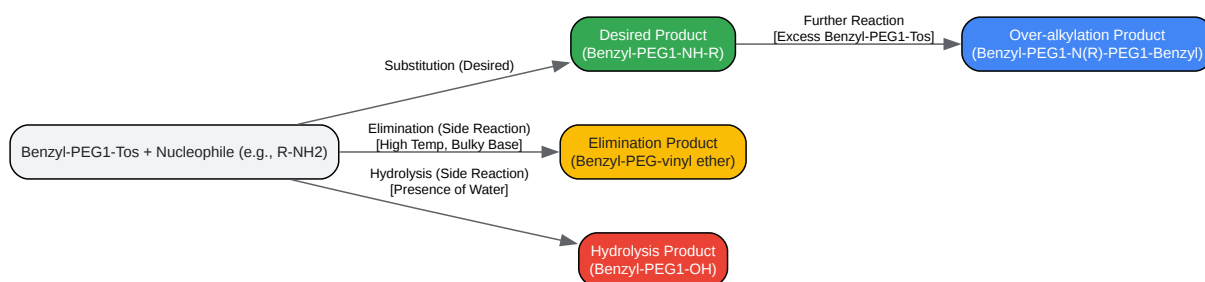 Further Reaction
[Excess Benzyl-PEG1-Tos]
Desired Product
(Benzyl-PEG1-NH-R)
Over-alkylation Product
(Benzyl-PEG1-N(R)-PEG1-Benzyl)
Substitution (Desired)
Benzyl-PEG1-Tos + Nucleophile (e.g., R-NH2)
Elimination (Side Reaction)
[High Temp, Bulky Base]
Elimination Product
(Benzyl-PEG-vinyl ether)
Hydrolysis (Side Reaction)
[Presence of Water]
Hydrolysis Product
(Benzyl-PEG1-OH)